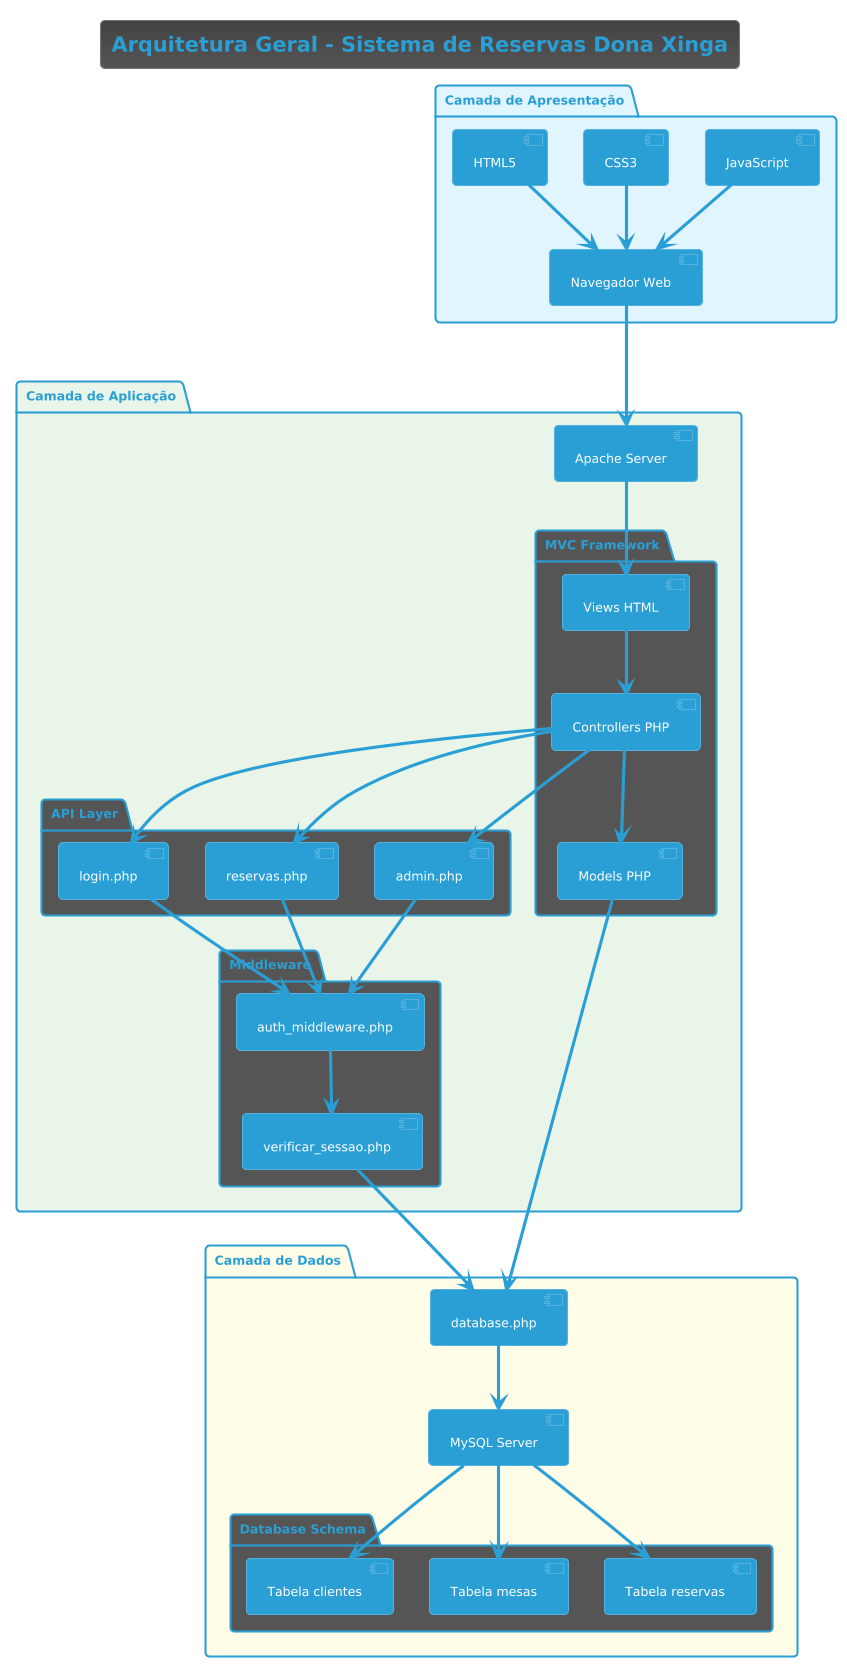 Arquitetura Geral - Sistema de Reservas Dona Xinga
Camada de Apresentação
HTML5
CSS3
JavaScript
Navegador Web
Camada de Aplicação
Apache Server
MVC Framework
Views HTML
Controllers PHP
API Layer
login.php
reservas.php
admin.php
Models PHP
Middleware
auth_middleware.php
verificar_sessao.php
Camada de Dados
database.php
MySQL Server
Database Schema
Tabela clientes
Tabela mesas
Tabela reservas